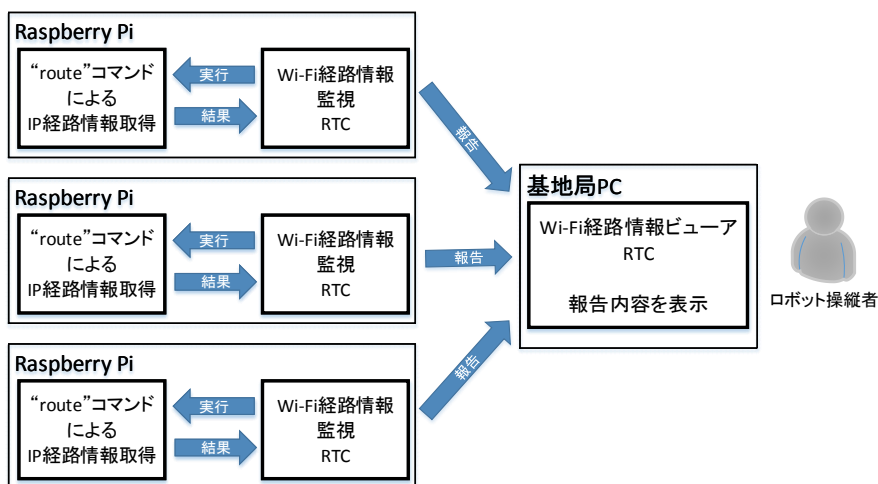 Raspberry Pi
“route”コマンド
による
IP経路情報取得
実行
結果
Wi-Fi経路情報
監視
RTC
報告
Raspberry Pi
“route”コマンド
による
IP経路情報取得
実行
結果
Wi-Fi経路情報
監視
RTC
報告
Raspberry Pi
“route”コマンド
による
IP経路情報取得
実行
結果
Wi-Fi経路情報
監視
RTC
報告
基地局PC
Wi-Fi経路情報ビューア
RTC
報告内容を表示
ロボット操縦者